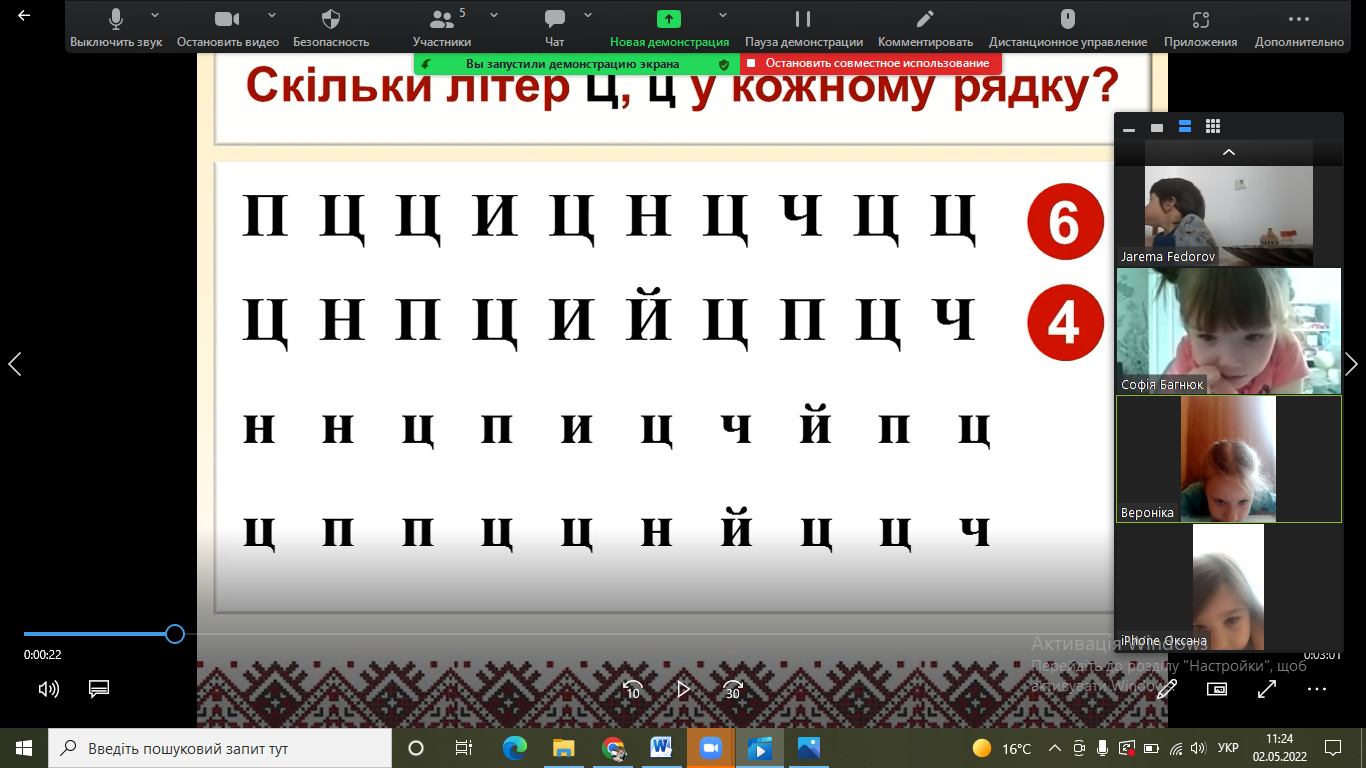 Выключить звук
Остановить видео
Безопасность
Участники 5
Чат
Новая демонстрация
Пауза демонстрации
Комментировать
Дистанционное управление
Приложения
Дополнительно
Вы запустили демонстрацию экрана
Остановить совместное использование
Скільки літер Ц, ц у кожному рядку?
П Ц Ц И Ц Н Ц Ч Ц Ц 6
Ц Н П Ц И Й Ц П Ц Ч 4
н н ц п и ц ч й п ц
ц п п ц ц н й ц ц ч
Jarema Fedorov
Софія Багнюк
Вероніка
iPhone Оксана
Активація Windows
Перейдіть до розділу "Настройки", щоб
активувати Windows
0:00:22
0:03:01
10
30
Введіть пошуковий запит тут
16°C
УКР
11:24
02.05.2022